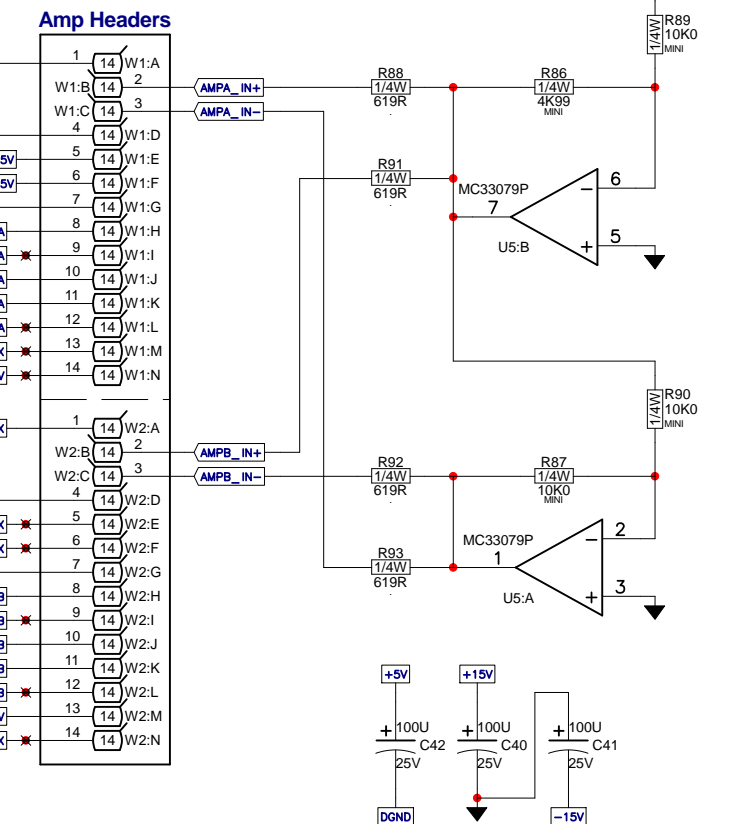 Amp Headers
R89
10K0
1/4W
MINI
1 14 W1:A
W1:B 14 2 AMPA_IN+
W1:C 14 3 AMPA_IN-
4 14 W1:D
5V 5 14 W1:E
5V 6 14 W1:F
7 14 W1:G
A 8 14 W1:H
A 9 14 W1:I
A 10 14 W1:J
A 11 14 W1:K
A 12 14 W1:L
X 13 14 W1:M
14 14 W1:N
R88
1/4W
619R
R86
1/4W
4K99
MINI
R91
1/4W
619R
MC33079P
7
6
5
− +
U5:B
X 1 14 W2:A
W2:B 14 2 AMPB_IN+
W2:C 14 3 AMPB_IN-
4 14 W2:D
X 5 14 W2:E
X 6 14 W2:F
7 14 W2:G
B 8 14 W2:H
B 9 14 W2:I
B 10 14 W2:J
B 11 14 W2:K
B 12 14 W2:L
V 13 14 W2:M
X 14 14 W2:N
R90
10K0
1/4W
MINI
R92
1/4W
619R
R87
1/4W
10K0
MINI
R93
1/4W
619R
MC33079P
1
2
3
− +
U5:A
+5V
+ 100U
C42
25V
DGND
+15V
+ 100U
C40
25V
+ 100U
C41
25V
-15V